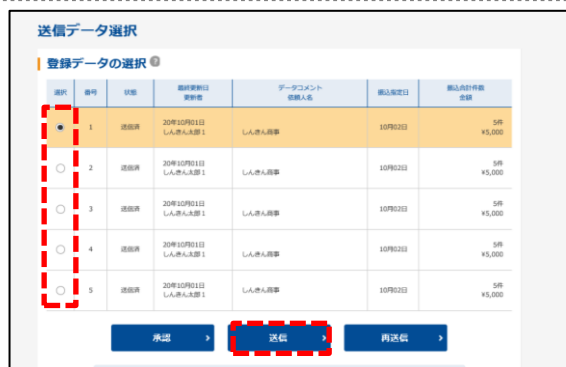 送信データ選択
登録データの選択 ?
選択 番号 状態 最終更新日 データコメント 振込指定日 振込合計件数
更新者 依頼人名 金額
1 送信済 20年10月01日 しんきん商事 10月02日 5件
しんきん太郎1 ¥5,000
2 送信済 20年10月01日 しんきん商事 10月02日 5件
しんきん太郎1 ¥5,000
3 送信済 20年10月01日 しんきん商事 10月02日 5件
しんきん太郎1 ¥5,000
4 送信済 20年10月01日 しんきん商事 10月02日 5件
しんきん太郎1 ¥5,000
5 送信済 20年10月01日 しんきん商事 10月02日 5件
しんきん太郎1 ¥5,000
承認 送信 再送信